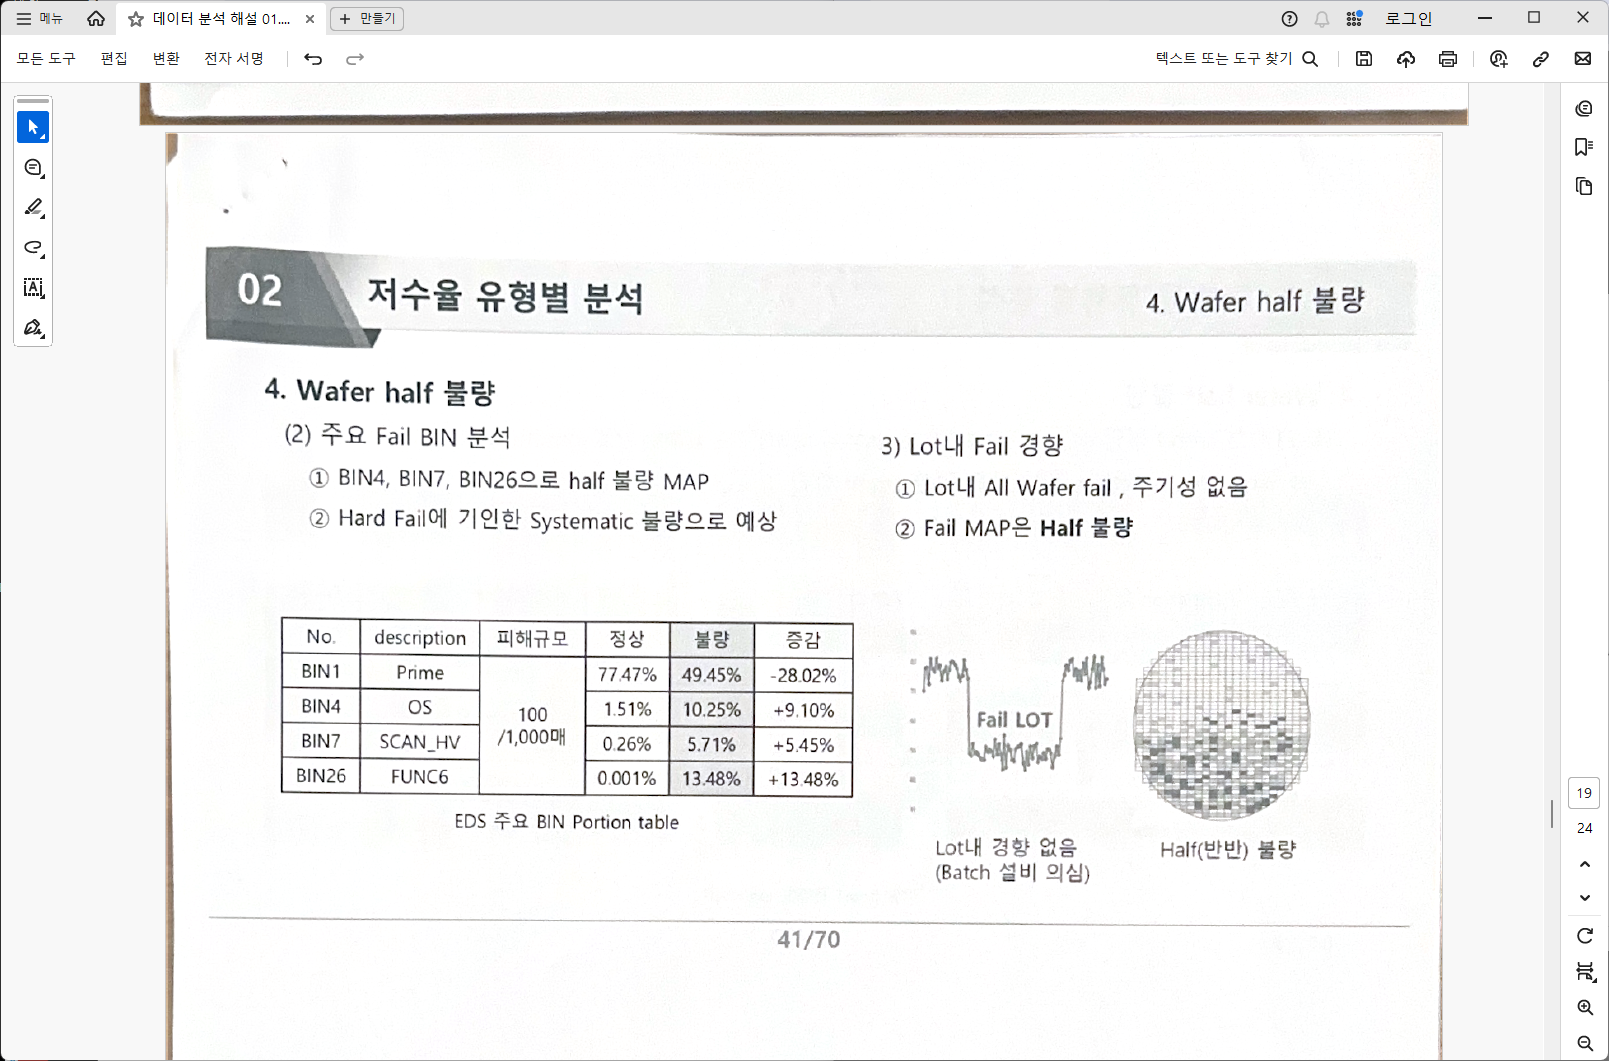 메뉴
데이터 분석 해설 01....
만들기
로그인
모든 도구
편집
변환
전자 서명
텍스트 또는 도구 찾기
02
저수율 유형별 분석
4. Wafer half 불량
4. Wafer half 불량
(2) 주요 Fail BIN 분석
① BIN4, BIN7, BIN26으로 half 불량 MAP
② Hard Fail에 기인한 Systematic 불량으로 예상
3) Lot내 Fail 경향
① Lot내 All Wafer fail , 주기성 없음
② Fail MAP은 Half 불량
No. description 피해규모 정상 불량 증감
BIN1 Prime 77.47% 49.45% -28.02%
BIN4 OS 1.51% 10.25% +9.10%
BIN7 SCAN_HV 0.26% 5.71% +5.45%
BIN26 FUNC6 0.001% 13.48% +13.48%
100
/1,000매
EDS 주요 BIN Portion table
Fail LOT
Lot내 경향 없음
(Batch 설비 의심)
Half(반반) 불량
41/70
19
24